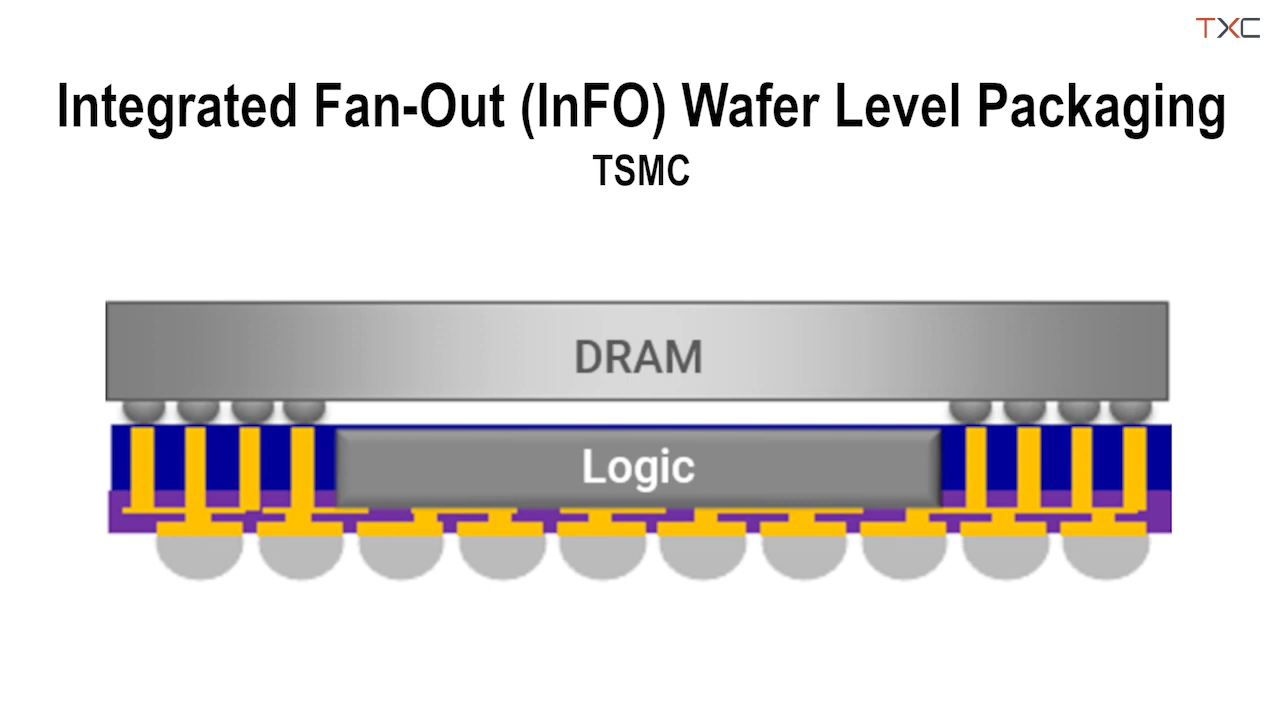 TXC
Integrated Fan-Out (InFO) Wafer Level Packaging
TSMC
DRAM
Logic